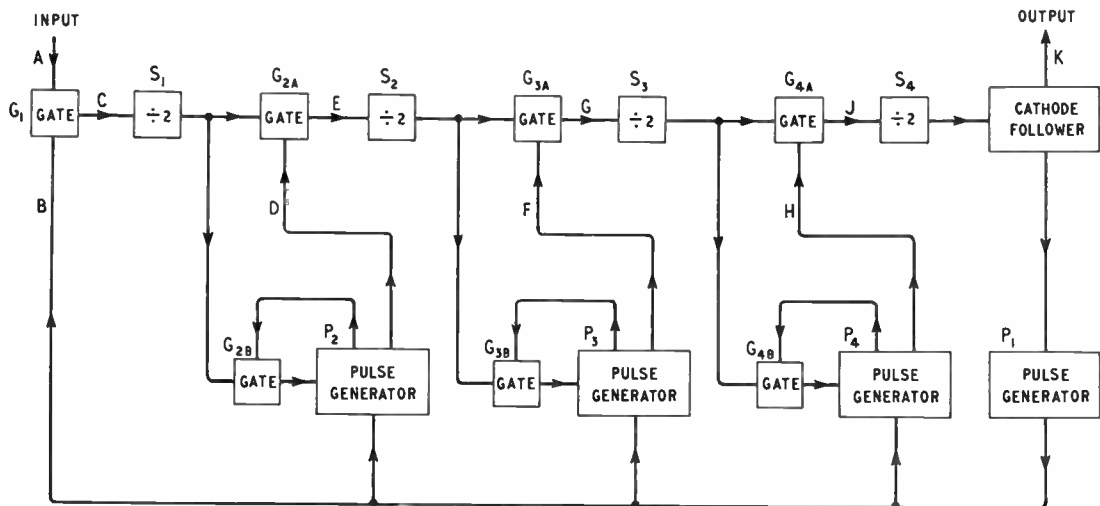 INPUT
OUTPUT
A
K
G1 GATE
C
S1
÷2
G2A
GATE
E
S2
÷2
G3A
GATE
G
S3
÷2
G4A
GATE
J
S4
÷2
CATHODE
FOLLOWER
B
D
F
H
G2B
GATE
P2
PULSE
GENERATOR
G3B
GATE
P3
PULSE
GENERATOR
G4B
GATE
P4
PULSE
GENERATOR
P1
PULSE
GENERATOR